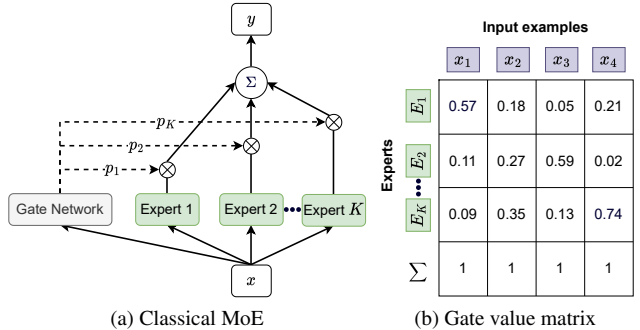 y
Σ
p_K
p_2
p_1
Gate Network
Expert 1
Expert 2
Expert K
x
(a) Classical MoE
Input examples
x_1 x_2 x_3 x_4
Experts
E_1 0.57 0.18 0.05 0.21
E_2 0.11 0.27 0.59 0.02
E_K 0.09 0.35 0.13 0.74
∑ 1 1 1 1
(b) Gate value matrix